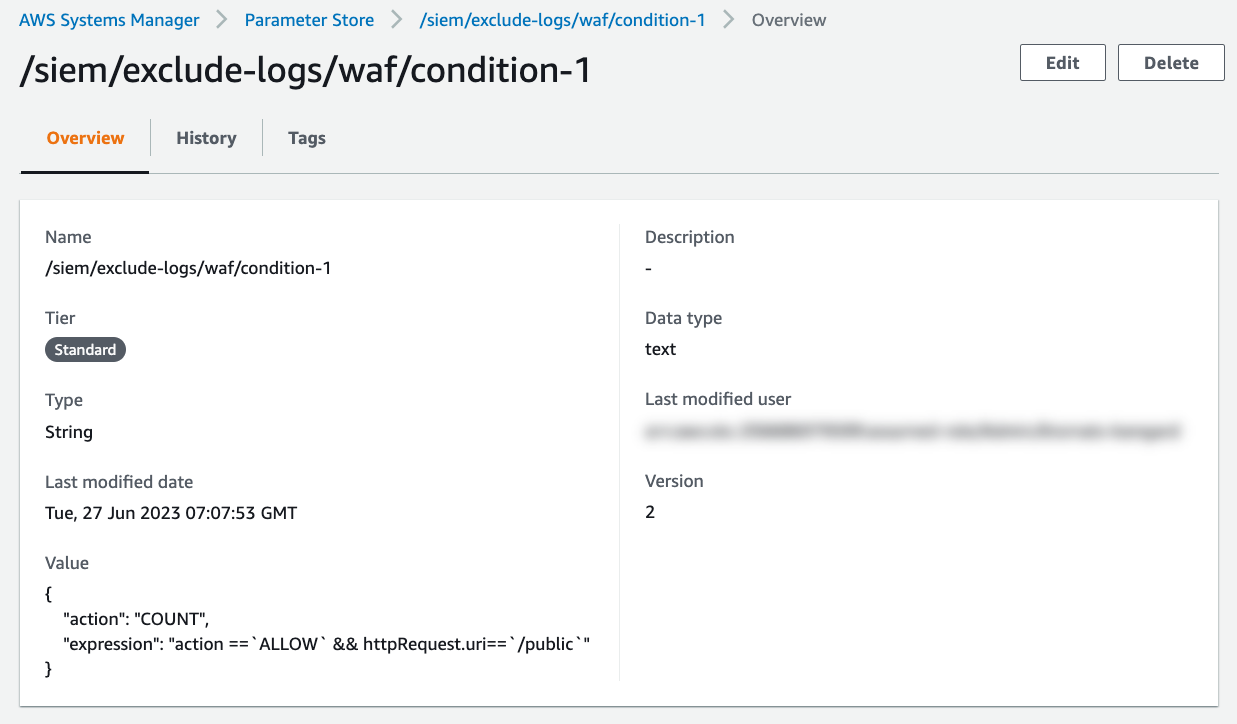 AWS Systems Manager > Parameter Store > /siem/exclude-logs/waf/condition-1 > Overview
/siem/exclude-logs/waf/condition-1
Edit
Delete
Overview
History
Tags
Name
/siem/exclude-logs/waf/condition-1
Tier
Standard
Type
String
Last modified date
Tue, 27 Jun 2023 07:07:53 GMT
Value
{
"action": "COUNT",
"expression": "action ==`ALLOW` && httpRequest.uri==`/public`"
}
Description
-
Data type
text
Last modified user
Version
2